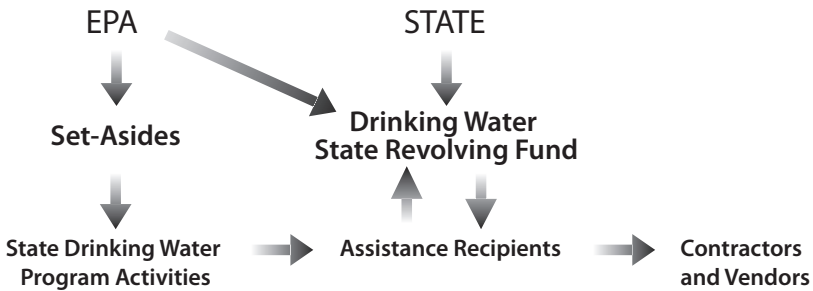 EPA
STATE
Set-Asides
Drinking Water
State Revolving Fund
State Drinking Water
Program Activities
Assistance Recipients
Contractors
and Vendors